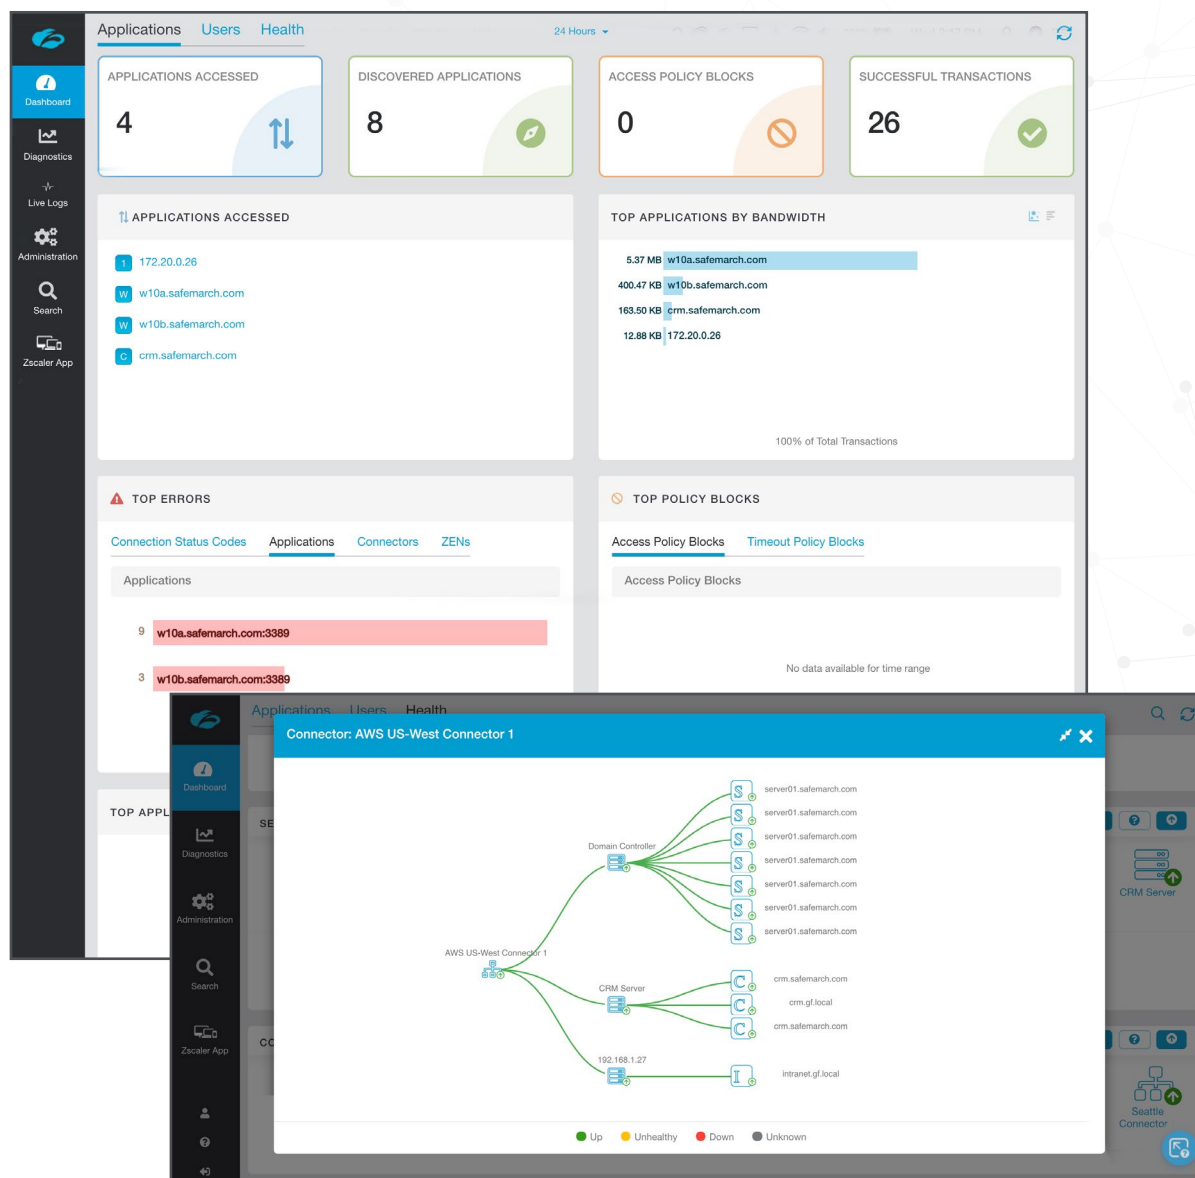 Applications Users Health
24 Hours
Dashboard
Diagnostics
Live Logs
Administration
Search
Zscaler App
APPLICATIONS ACCESSED
4
DISCOVERED APPLICATIONS
8
ACCESS POLICY BLOCKS
0
SUCCESSFUL TRANSACTIONS
26
APPLICATIONS ACCESSED
1 172.20.0.26
W w10a.safemarch.com
W w10b.safemarch.com
C crm.safemarch.com
TOP APPLICATIONS BY BANDWIDTH
5.37 MB w10a.safemarch.com
400.47 KB w10b.safemarch.com
163.50 KB crm.safemarch.com
12.88 KB 172.20.0.26
100% of Total Transactions
TOP ERRORS
Connection Status Codes Applications Connectors ZENs
Applications
9 w10a.safemarch.com:3389
3 w10b.safemarch.com:3389
TOP POLICY BLOCKS
Access Policy Blocks Timeout Policy Blocks
Access Policy Blocks
No data available for time range
TOP APPL
Applications Users Health
Dashboard
Diagnostics
Administration
Search
Zscaler App
SE
CO
Connector: AWS US-West Connector 1
AWS US-West Connector 1
Domain Controller
S server01.safemarch.com
S server01.safemarch.com
S server01.safemarch.com
S server01.safemarch.com
S server01.safemarch.com
S server01.safemarch.com
S server01.safemarch.com
CRM Server
C crm.safemarch.com
C crm.gf.local
C crm.safemarch.com
192.168.1.27
I intranet.gf.local
Up Unhealthy Down Unknown
CRM Server
Seattle
Connector